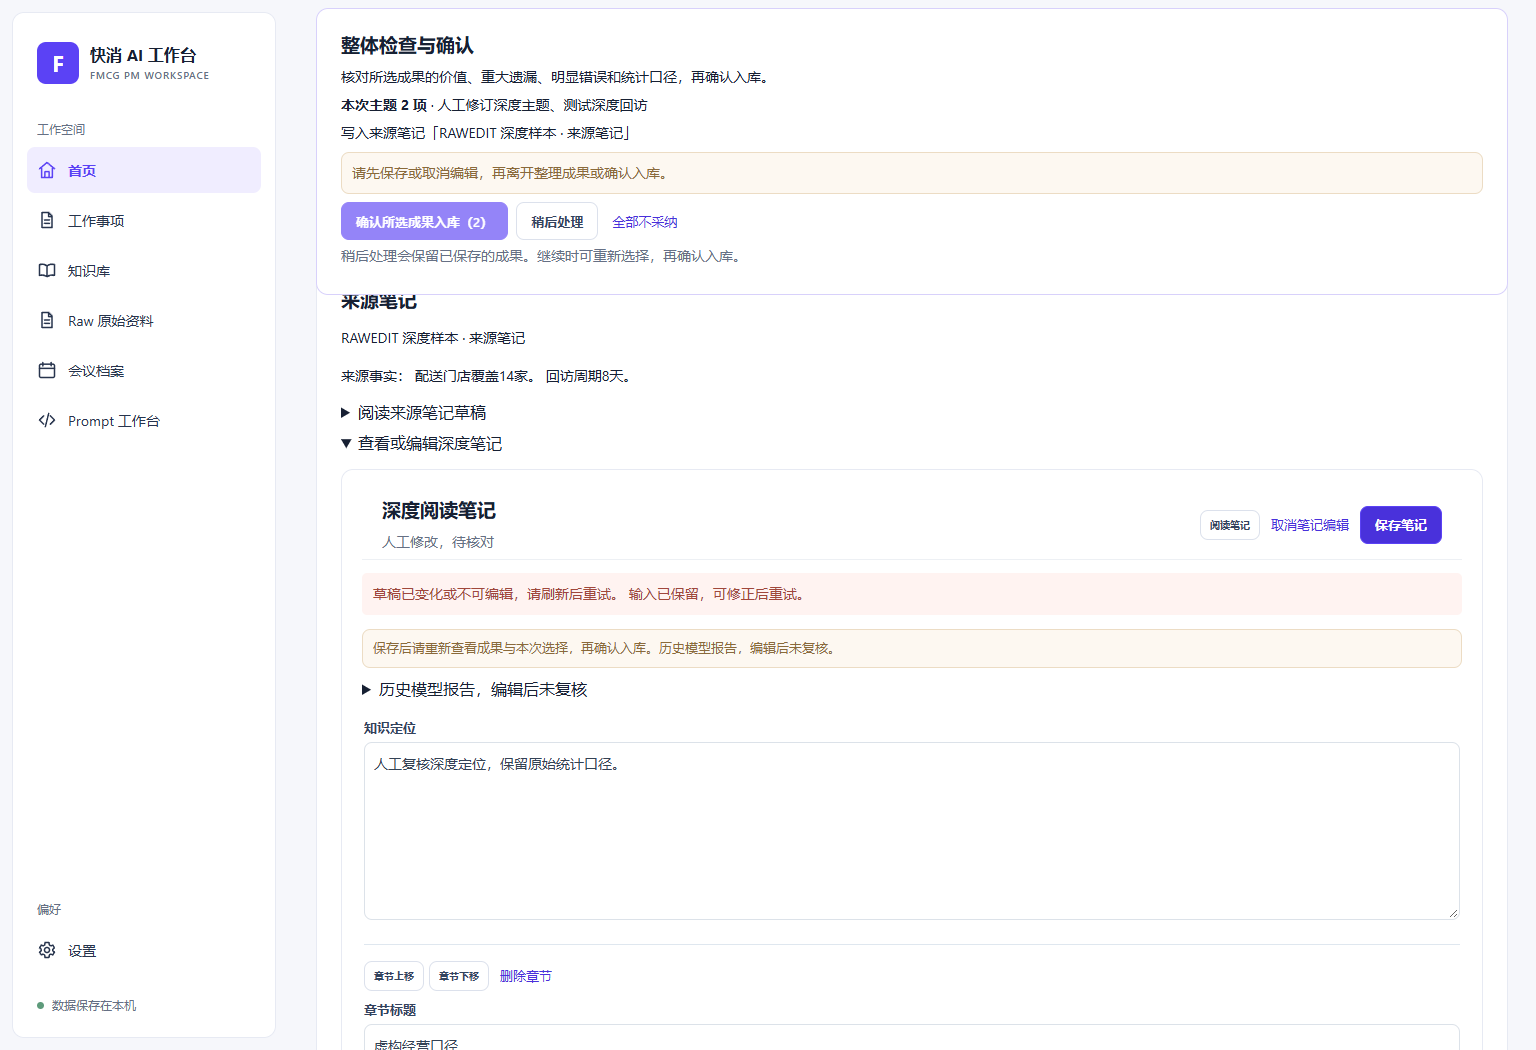 F
快消 AI 工作台
FMCG PM WORKSPACE
工作空间
首页
工作事项
知识库
Raw 原始资料
会议档案
Prompt 工作台
偏好
设置
数据保存在本机
整体检查与确认
核对所选成果的价值、重大遗漏、明显错误和统计口径，再确认入库。
本次主题 2 项 · 人工修订深度主题、测试深度回访
写入来源笔记「RAWEDIT 深度样本 · 来源笔记」
请先保存或取消编辑，再离开整理成果或确认入库。
确认所选成果入库（2） 稍后处理 全部不采纳
稍后处理会保留已保存的成果。继续时可重新选择，再确认入库。
来源笔记
RAWEDIT 深度样本 · 来源笔记
来源事实： 配送门店覆盖14家。 回访周期8天。
阅读来源笔记草稿
查看或编辑深度笔记
深度阅读笔记
人工修改，待核对
阅读笔记 取消笔记编辑 保存笔记
草稿已变化或不可编辑，请刷新后重试。 输入已保留，可修正后重试。
保存后请重新查看成果与本次选择，再确认入库。历史模型报告，编辑后未复核。
历史模型报告，编辑后未复核
知识定位
人工复核深度定位，保留原始统计口径。
章节上移 章节下移 删除章节
章节标题
虚构经营口径